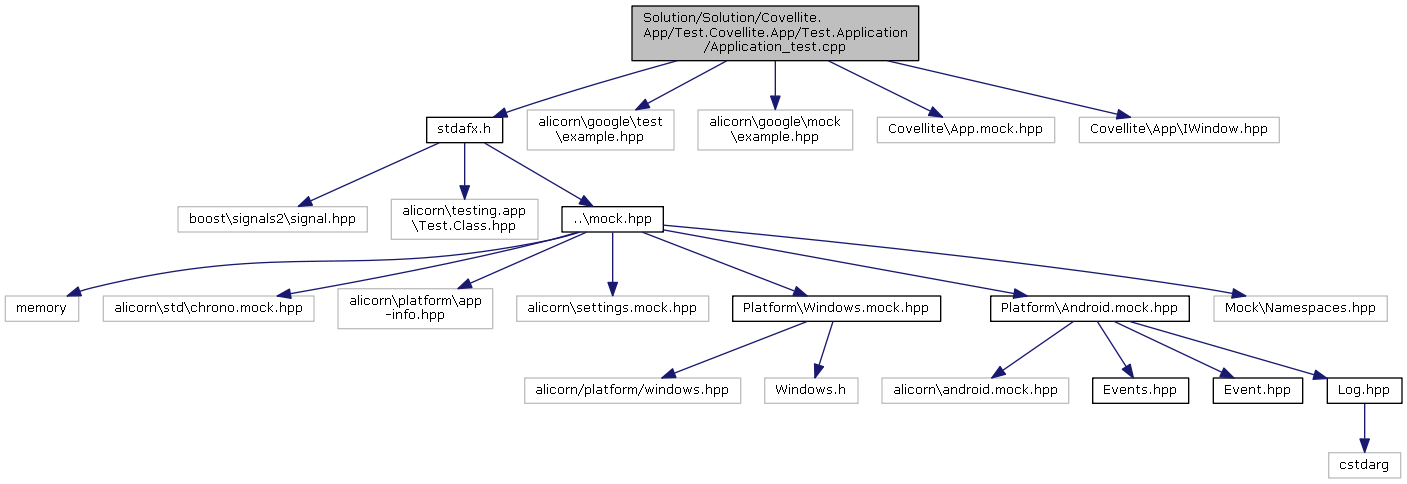 Solution/Solution/Covellite.
App/Test.Covellite.App/Test.Application
/Application_test.cpp
stdafx.h
alicorn\google\test
\example.hpp
alicorn\google\mock
\example.hpp
Covellite\App.mock.hpp
Covellite\App\IWindow.hpp
boost\signals2\signal.hpp
alicorn\testing.app
\Test.Class.hpp
..\mock.hpp
memory
alicorn\std\chrono.mock.hpp
alicorn\platform\app
-info.hpp
alicorn\settings.mock.hpp
Platform\Windows.mock.hpp
Platform\Android.mock.hpp
Mock\Namespaces.hpp
alicorn/platform/windows.hpp
Windows.h
alicorn\android.mock.hpp
Events.hpp
Event.hpp
Log.hpp
cstdarg